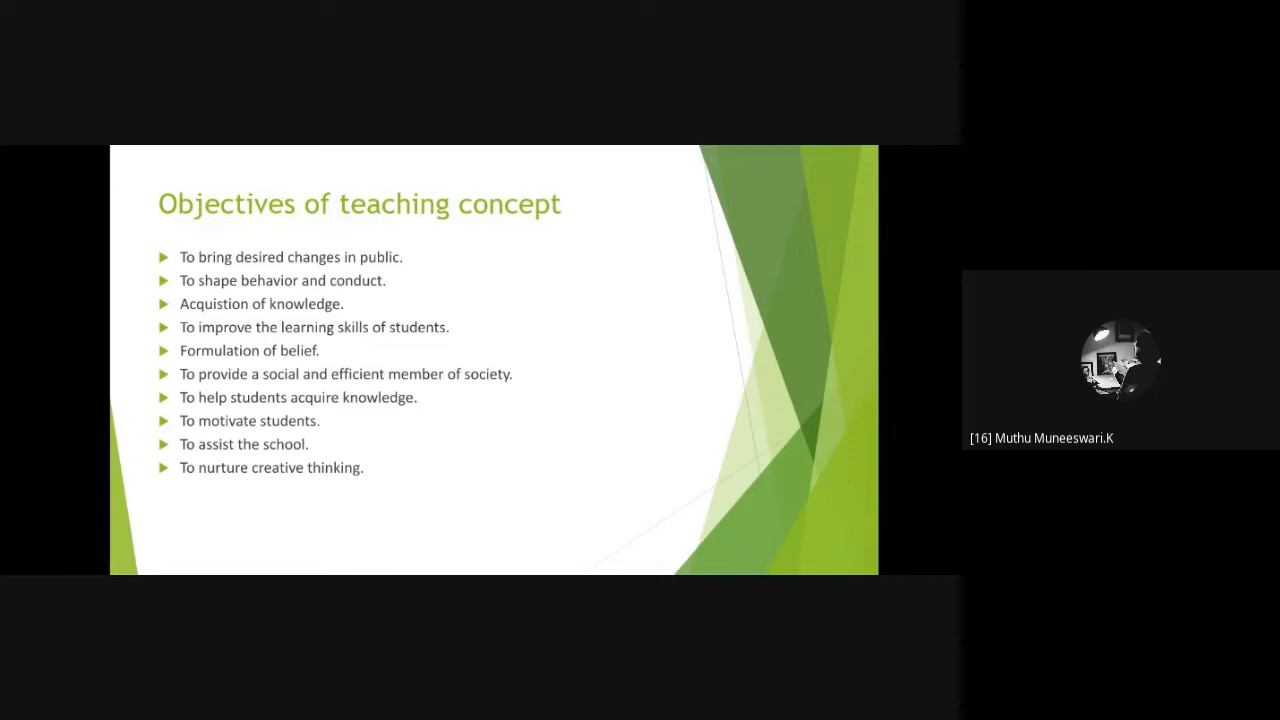 Objectives of teaching concept
To bring desired changes in public.
To shape behavior and conduct.
Acquistion of knowledge.
To improve the learning skills of students.
Formulation of belief.
To provide a social and efficient member of society.
To help students acquire knowledge.
To motivate students.
To assist the school.
To nurture creative thinking.
[16] Muthu Muneeswari.K